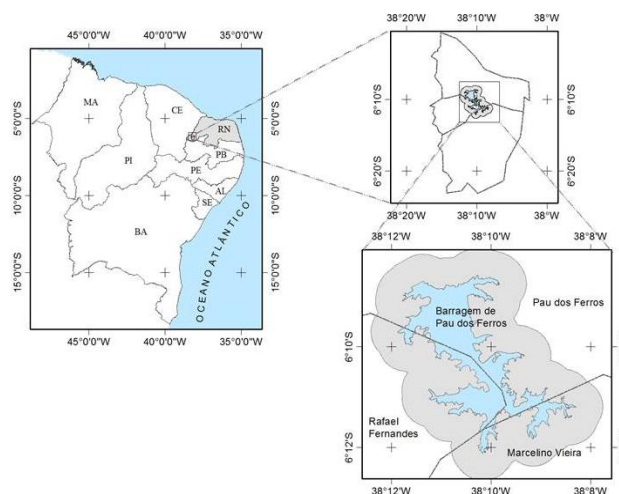 45°0'0"W 40°0'0"W 35°0'0"W
5°0'0"S
10°0'0"S
15°0'0"S
MA
CE
RN
PI
PB
PE
AL
SE
BA
OCEANO ATLÂNTICO
5°0'0"S
10°0'0"S
15°0'0"S
45°0'0"W 40°0'0"W 35°0'0"W
38°20'W 38°10'W 38°W
6°10'S
6°20'S
6°10'S
6°20'S
38°20'W 38°10'W 38°W
38°12'W 38°10'W 38°8'W
6°10'S
6°12'S
Barragem de
Pau dos Ferros
Pau dos Ferros
Rafael
Fernandes
Marcelino Vieira
6°10'S
6°12'S
38°12'W 38°10'W 38°8'W